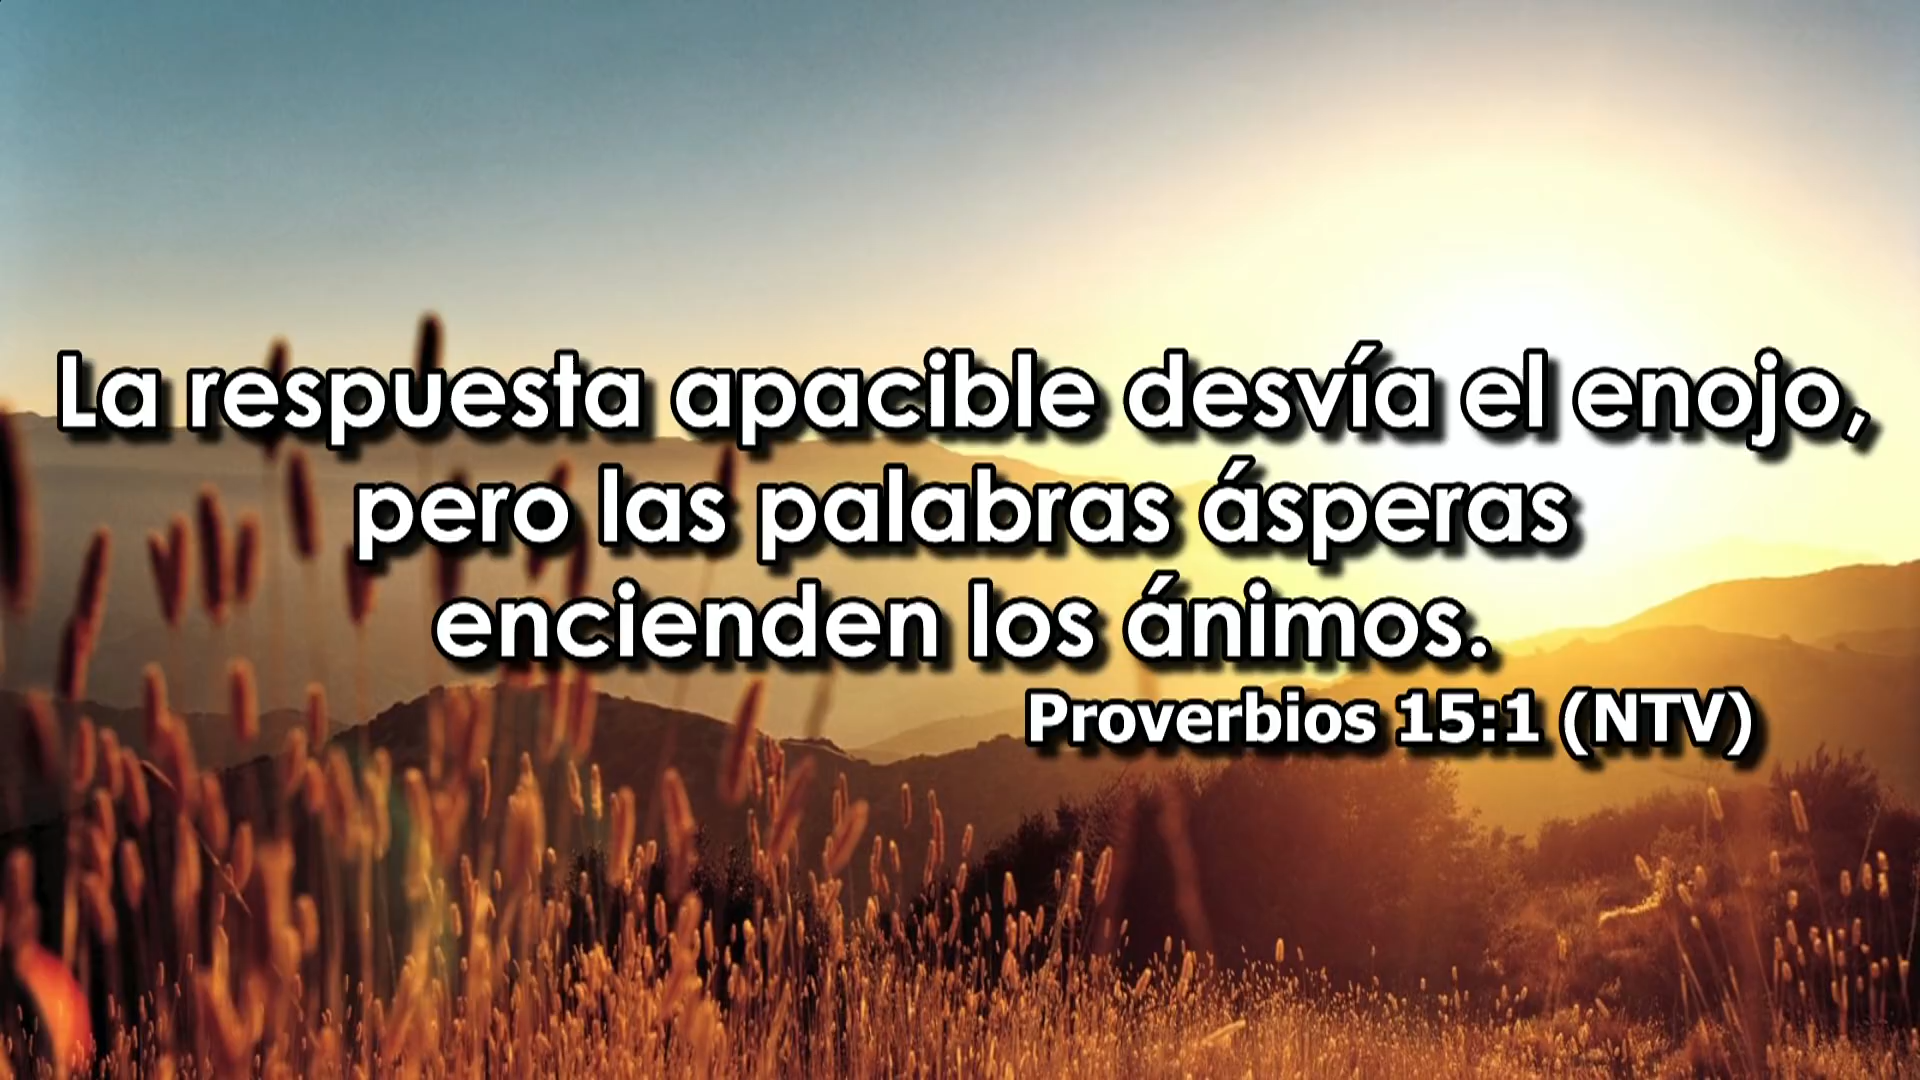 La respuesta apacible desvía el enojo,
pero las palabras ásperas
encienden los ánimos.
Proverbios 15:1 (NTV)